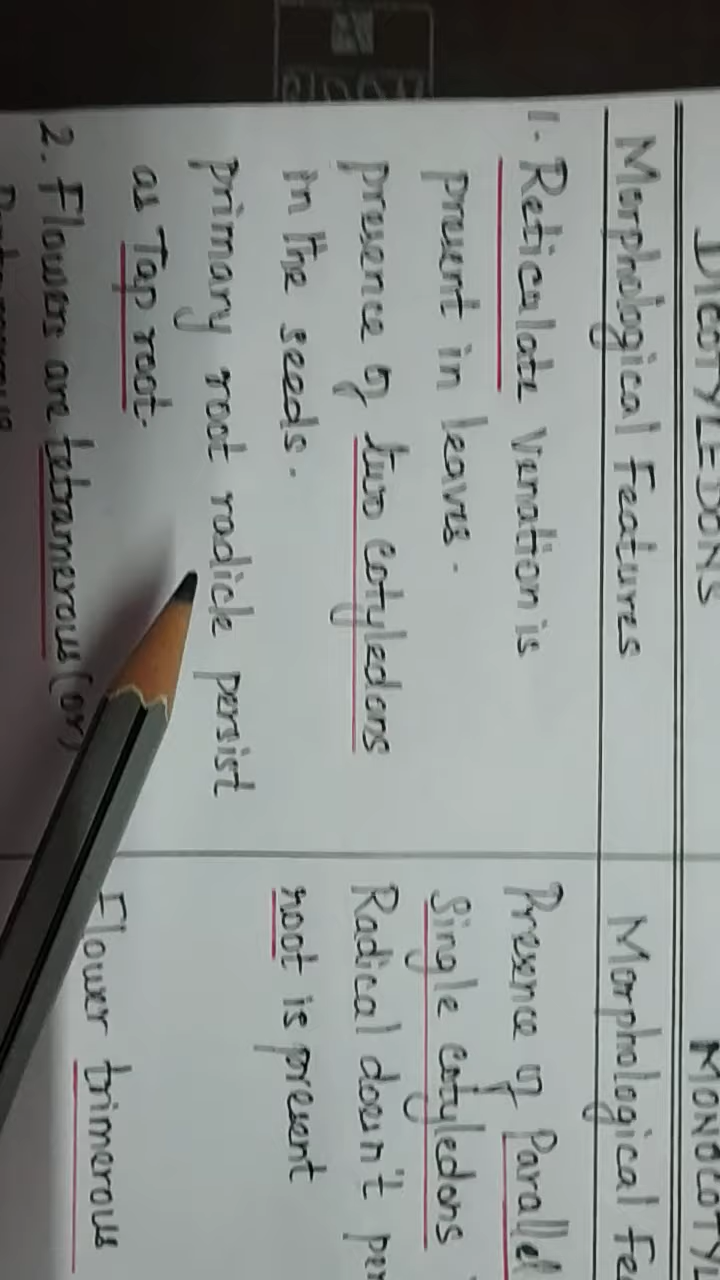 DICOTYLEDONS
Morphological Features
1. Reticulate Venation is
present in leaves.
presence of two cotyledons
in the seeds.
primary root radicle persist
as Tap root.
2. Flowers are tetramerous (or)
MONOCOTYL
Morphological Fe
Presence of Parallel
Single cotyledons
Radical doesn't per
root is present
Flower trimerous